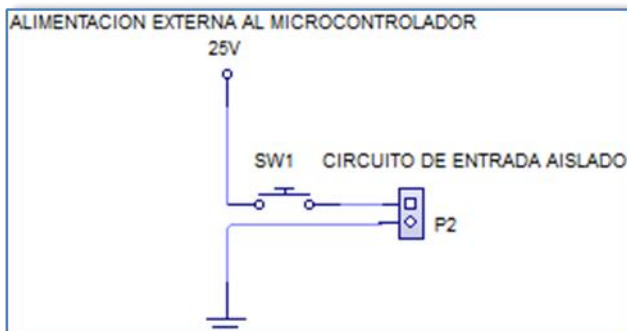 ALIMENTACION EXTERNA AL MICROCONTROLADOR
25V
SW1 CIRCUITO DE ENTRADA AISLADO
P2